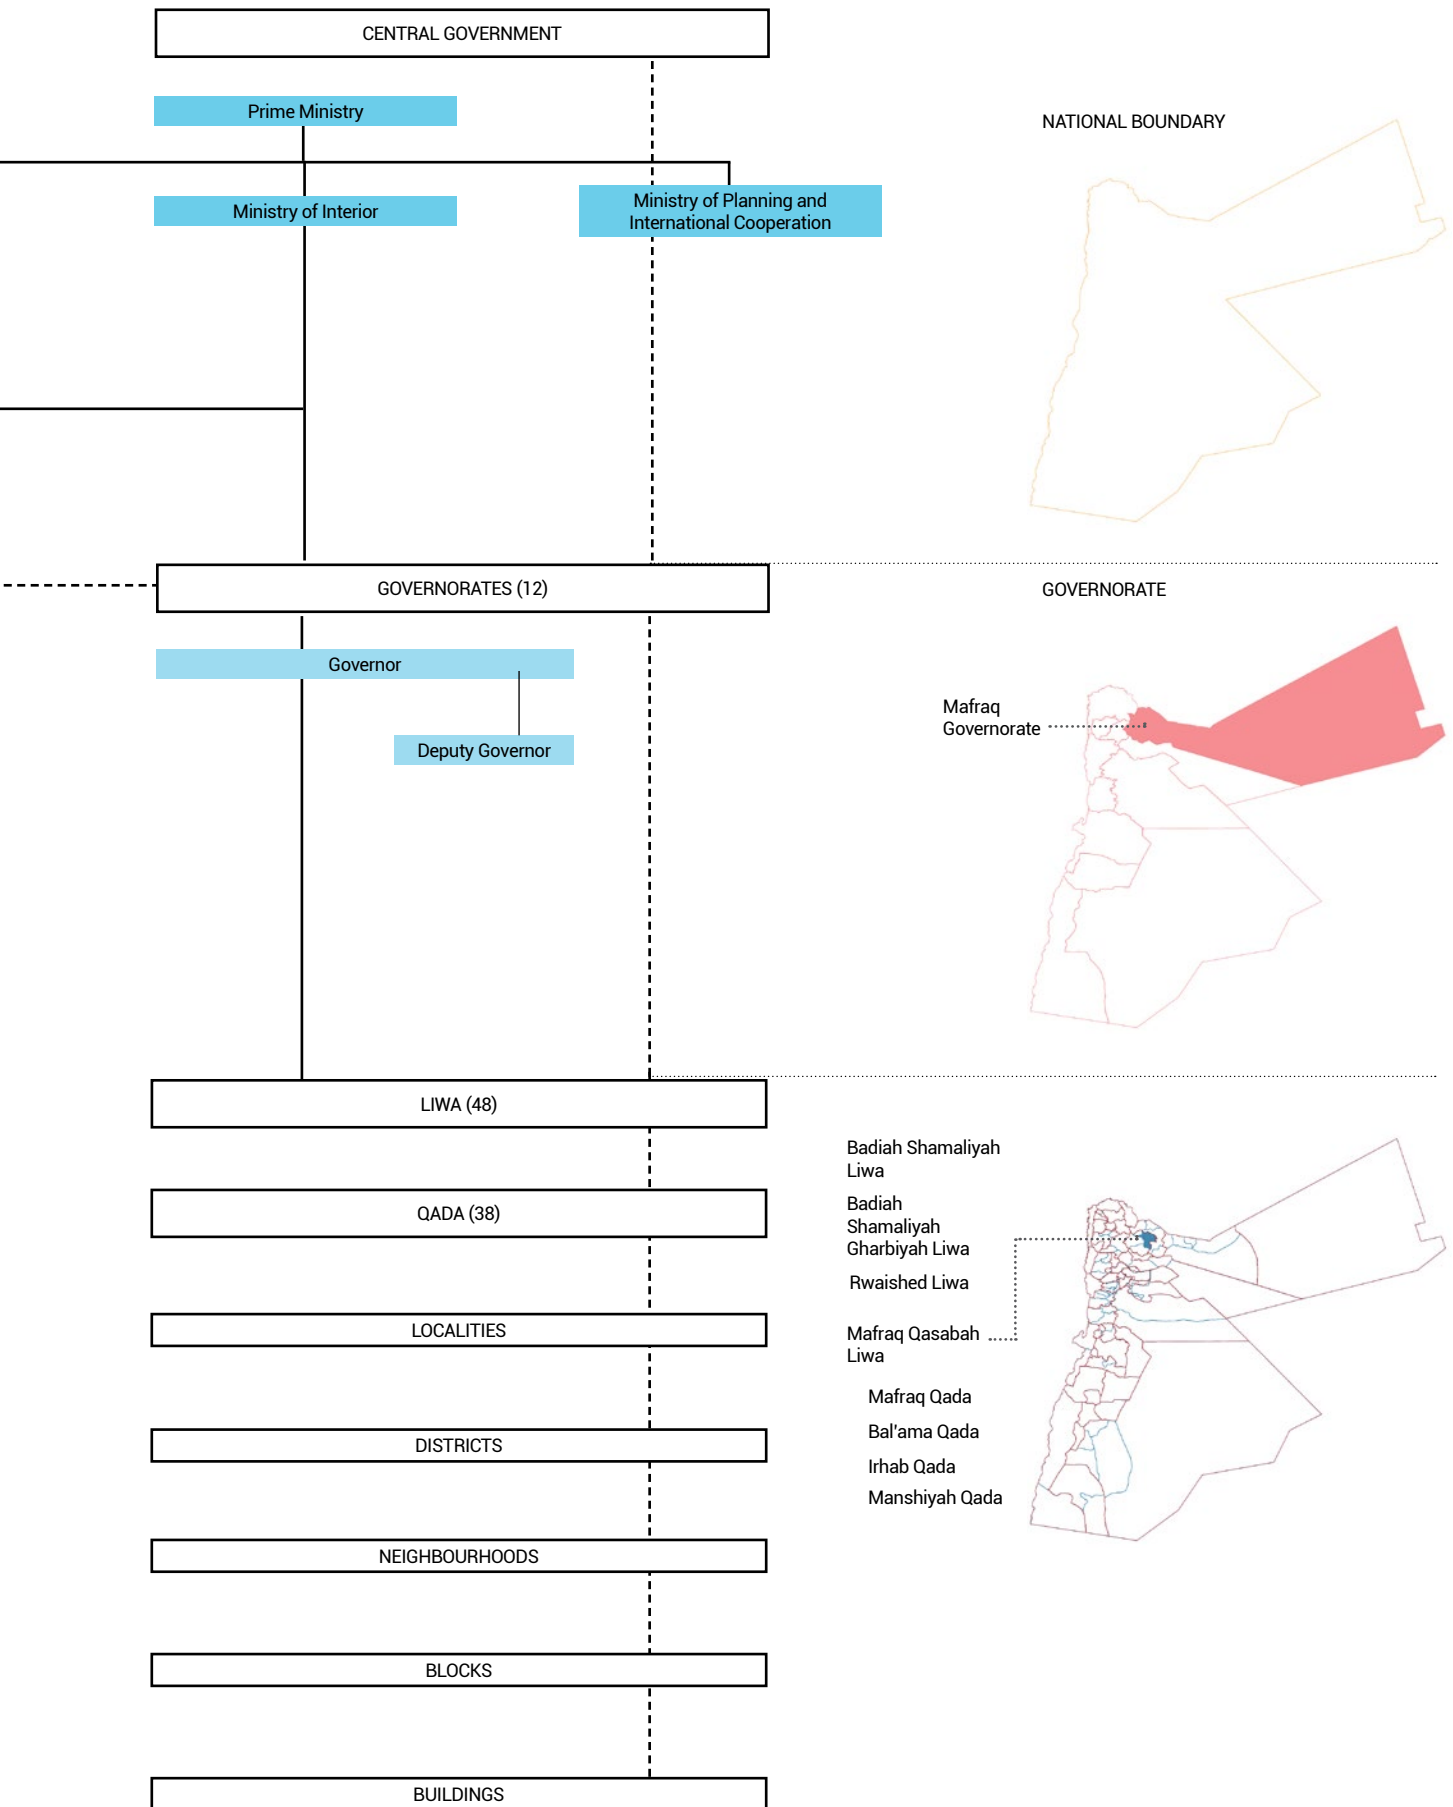 CENTRAL GOVERNMENT
Prime Ministry
NATIONAL BOUNDARY
Ministry of Interior
Ministry of Planning and
International Cooperation
GOVERNORATES (12)
GOVERNORATE
Governor
Deputy Governor
Mafraq
Governorate
LIWA (48)
QADA (38)
LOCALITIES
DISTRICTS
NEIGHBOURHOODS
BLOCKS
BUILDINGS
Badiah Shamaliyah
Liwa
Badiah
Shamaliyah
Gharbiyah Liwa
Rwaished Liwa
Mafraq Qasabah
Liwa
Mafraq Qada
Bal'ama Qada
Irhab Qada
Manshiyah Qada